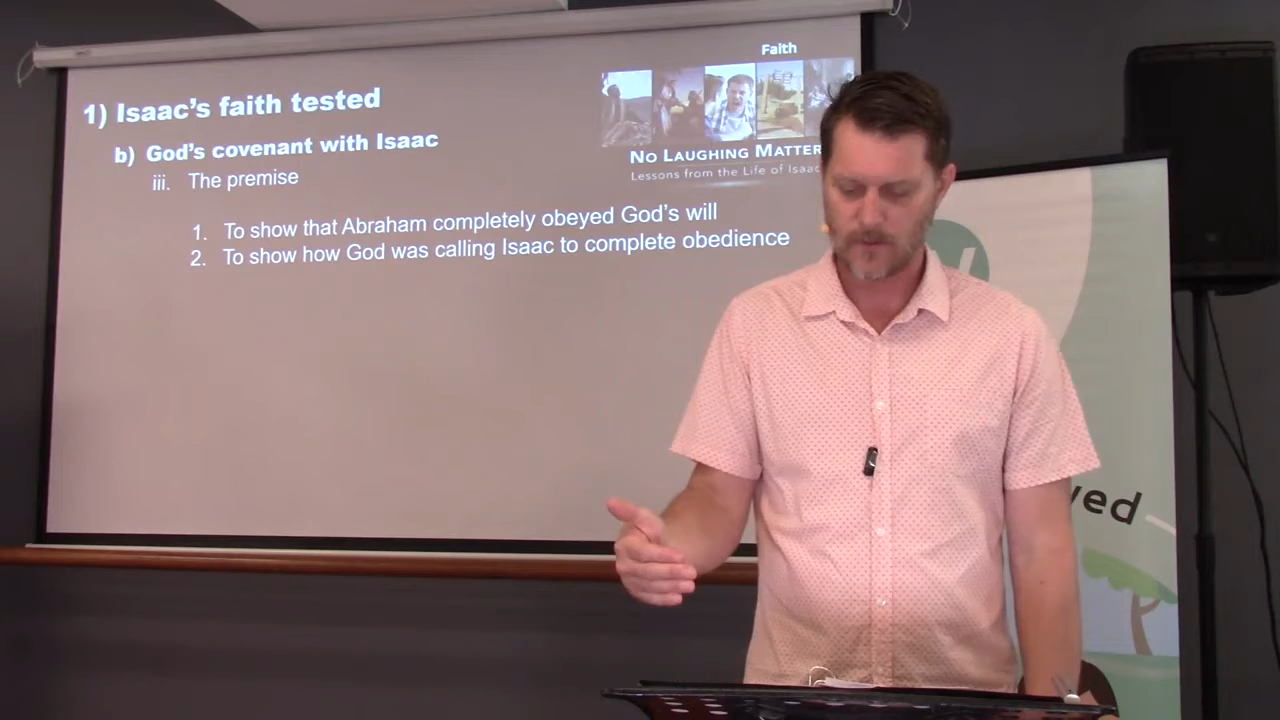 Faith
1) Isaac's faith tested
b) God's covenant with Isaac
iii. The premise
No Laughing Matter
Lessons from the Life of Isaac
1. To show that Abraham completely obeyed God's will
2. To show how God was calling Isaac to complete obedience